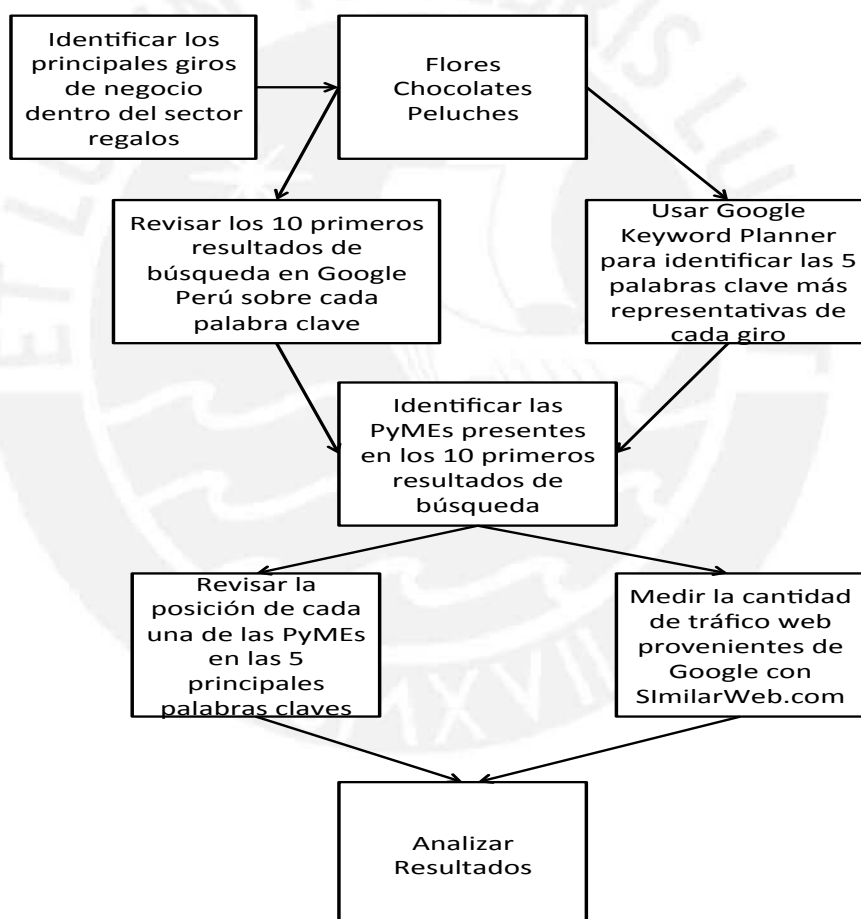 Identificar los
principales giros
de negocio
dentro del sector
regalos
Flores
Chocolates
Peluches
Revisar los 10 primeros
resultados de
búsqueda en Google
Perú sobre cada
palabra clave
Usar Google
Keyword Planner
para identificar las 5
palabras clave más
representativas de
cada giro
Identificar las
PyMEs presentes
en los 10 primeros
resultados de
búsqueda
Revisar la
posición de cada
una de las PyMEs
en las 5
principales
palabras claves
Medir la cantidad
de tráfico web
provenientes de
Google con
SImilarWeb.com
Analizar
Resultados